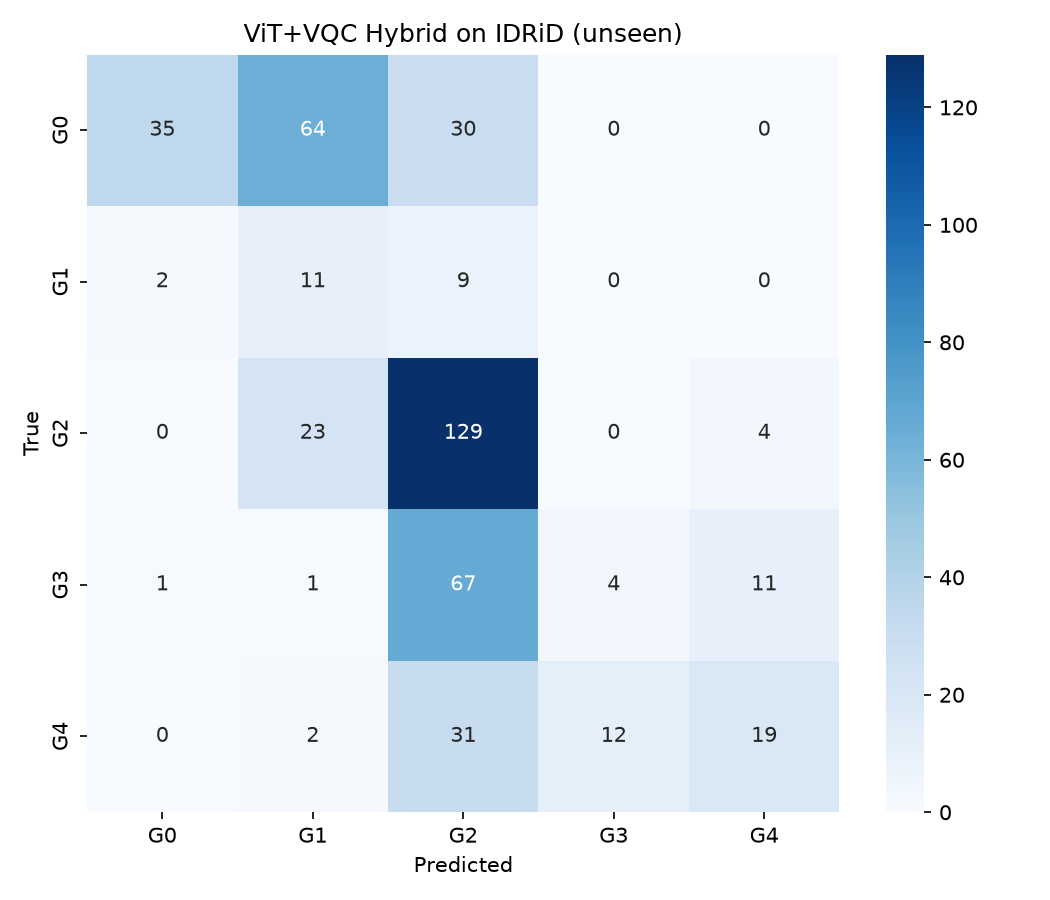 ViT+VQC Hybrid on IDRiD (unseen)
G0 35 64 30 0 0
G1 2 11 9 0 0
G2 0 23 129 0 4
G3 1 1 67 4 11
G4 0 2 31 12 19
G0 G1 G2 G3 G4
Predicted
True
120
100
80
60
40
20
0